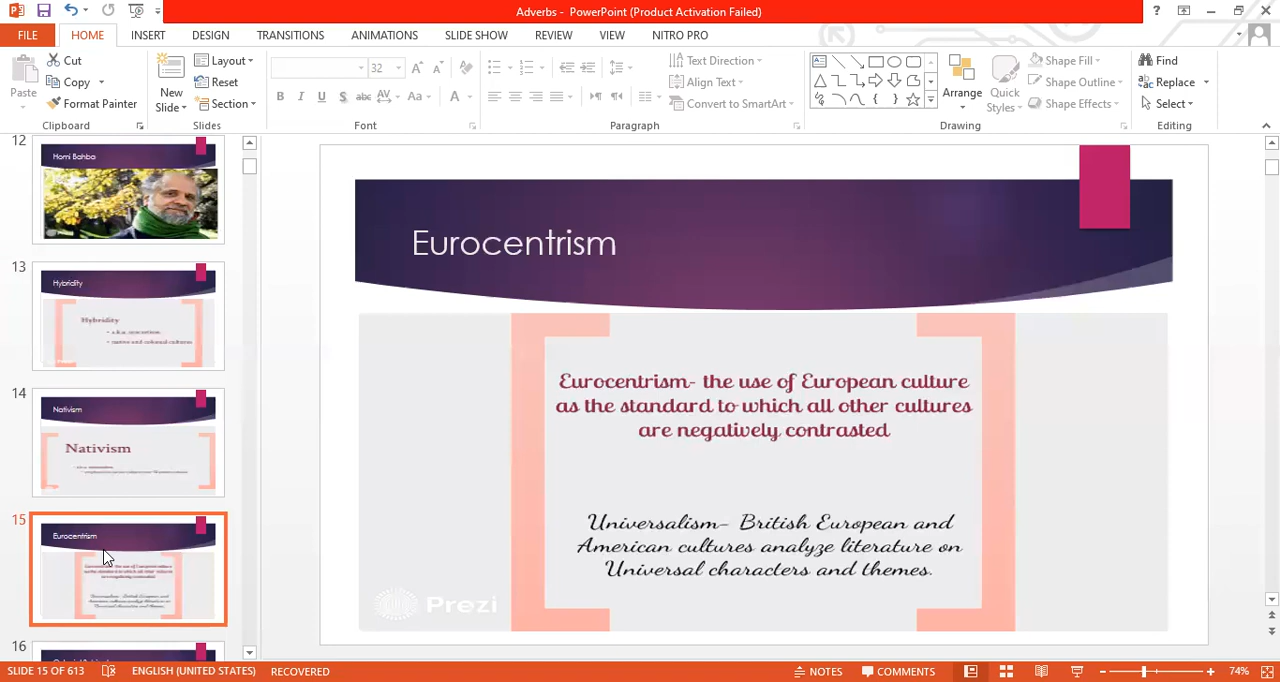 Adverbs - PowerPoint (Product Activation Failed)
FILE HOME INSERT DESIGN TRANSITIONS ANIMATIONS SLIDE SHOW REVIEW VIEW NITRO PRO
Paste
Cut
Copy
Format Painter
Clipboard
New
Slide
Layout
Reset
Section
Slides
32
Font
Text Direction
Align Text
Convert to SmartArt
Paragraph
Arrange
Quick
Styles
Shape Fill
Shape Outline
Shape Effects
Drawing
Find
Replace
Select
Editing
12
Homi Bahba
13
Hybridity
Hybridity
14
Nativism
Nativism
15
Eurocentrism
16
Eurocentrism
Eurocentrism- the use of European culture
as the standard to which all other cultures
are negatively contrasted
Universalism- British European and
American cultures analyze literature on
Universal characters and themes.
Prezi
SLIDE 15 OF 613 ENGLISH (UNITED STATES) RECOVERED NOTES COMMENTS 74%